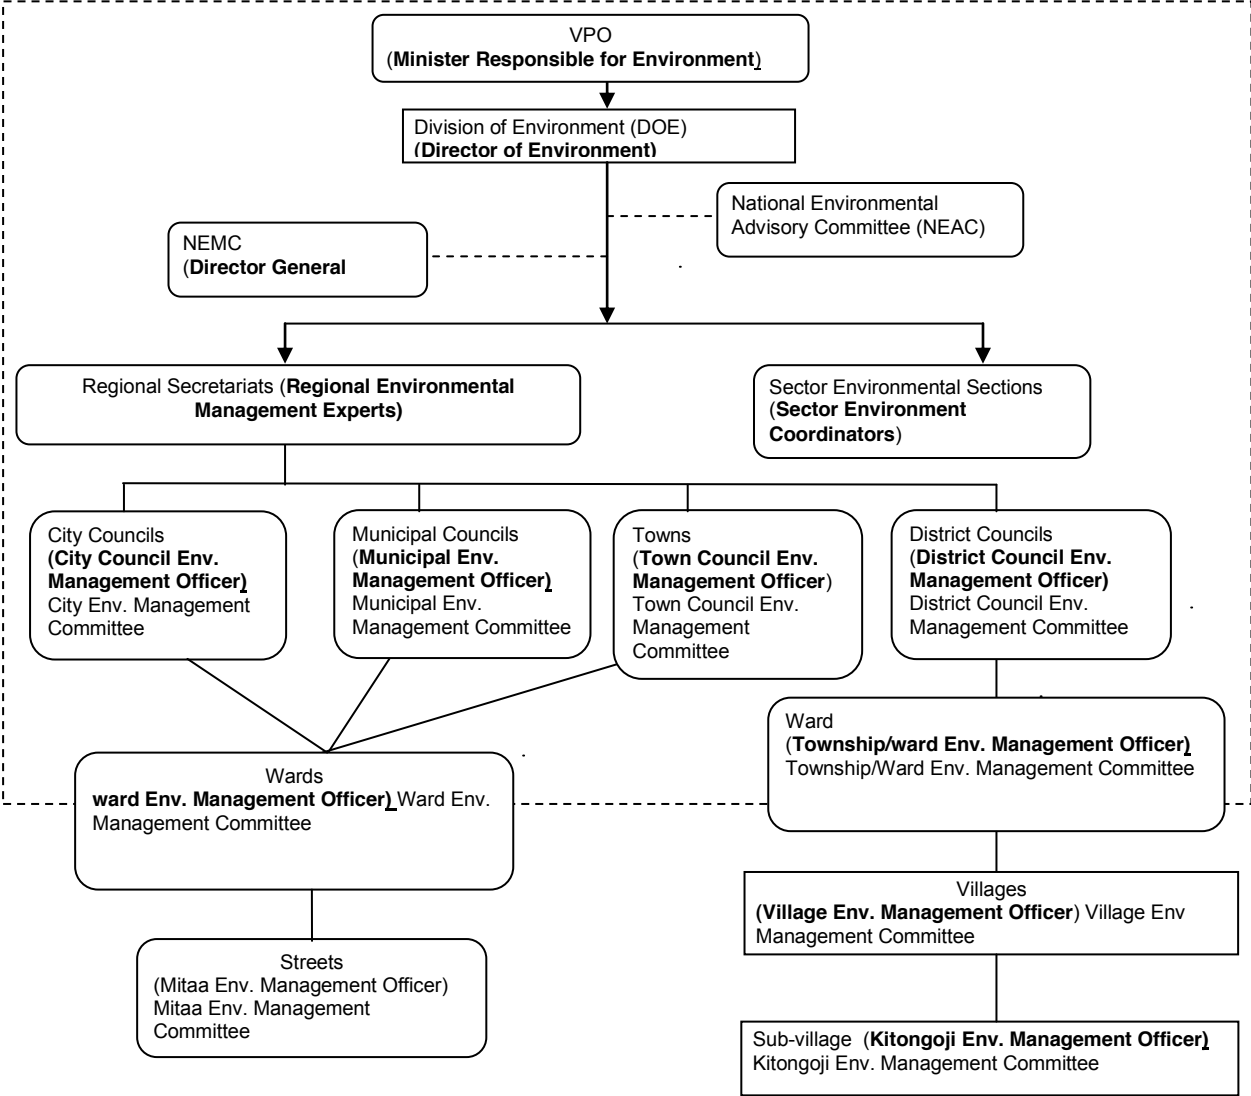 VPO
(Minister Responsible for Environment)
Division of Environment (DOE)
(Director of Environment)
National Environmental
Advisory Committee (NEAC)
NEMC
(Director General
Regional Secretariats (Regional Environmental
Management Experts)
Sector Environmental Sections
(Sector Environment
Coordinators)
City Councils
(City Council Env.
Management Officer)
City Env. Management
Committee
Municipal Councils
(Municipal Env.
Management Officer)
Municipal Env.
Management Committee
Towns
(Town Council Env.
Management Officer)
Town Council Env.
Management
Committee
District Councils
(District Council Env.
Management Officer)
District Council Env.
Management Committee
Ward
(Township/ward Env. Management Officer)
Township/Ward Env. Management Committee
Wards
ward Env. Management Officer) Ward Env.
Management Committee
Villages
(Village Env. Management Officer) Village Env
Management Committee
Streets
(Mitaa Env. Management Officer)
Mitaa Env. Management
Committee
Sub-village (Kitongoji Env. Management Officer)
Kitongoji Env. Management Committee